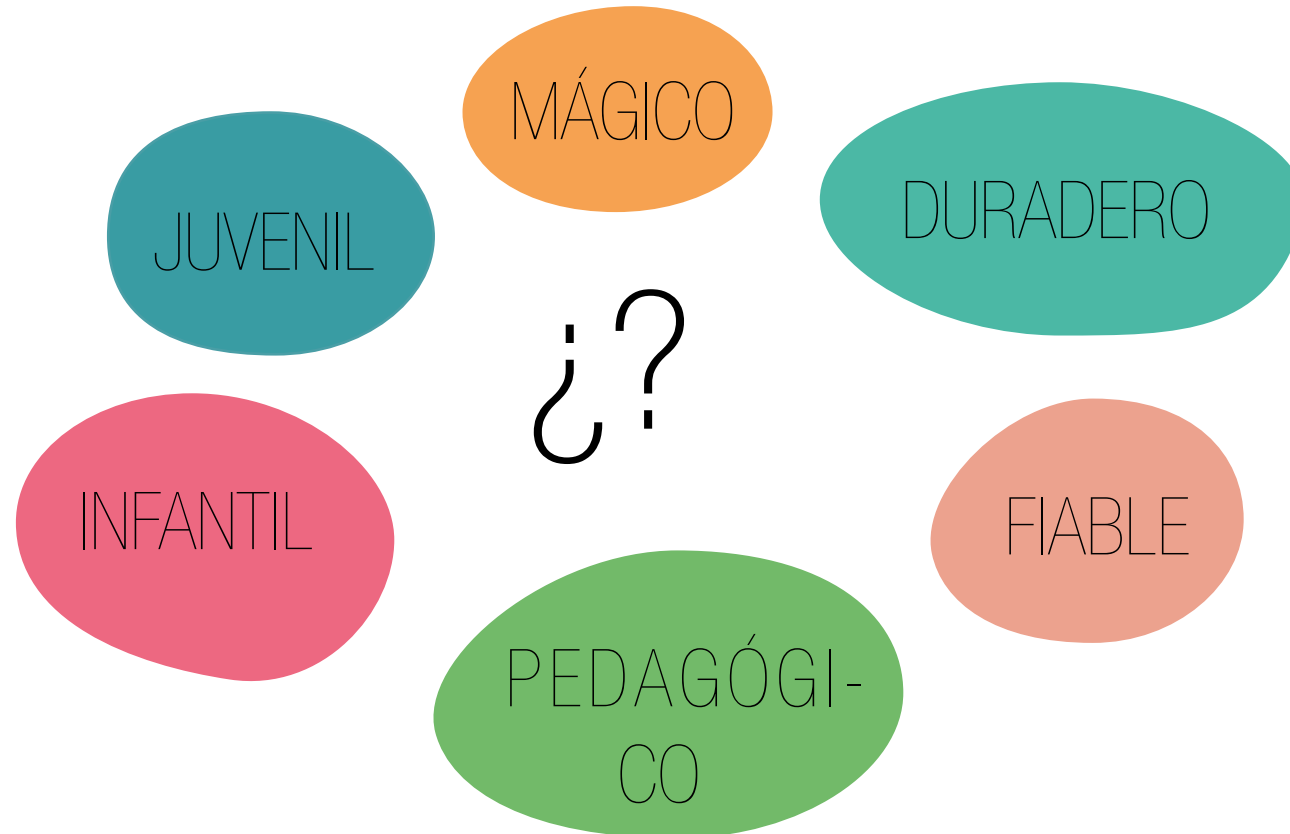 MÁGICO
DURADERO
JUVENIL
¿?
INFANTIL
FIABLE
PEDAGÓGI-
CO